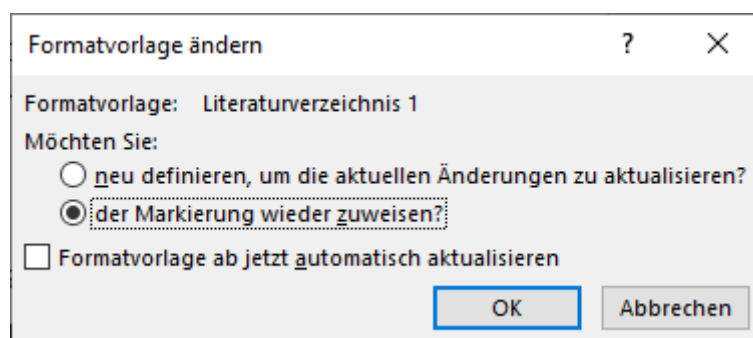 Formatvorlage ändern ?
Formatvorlage: Literaturverzeichnis 1
Möchten Sie:
neu definieren, um die aktuellen Änderungen zu aktualisieren?
der Markierung wieder zuweisen?
Formatvorlage ab jetzt automatisch aktualisieren
OK Abbrechen